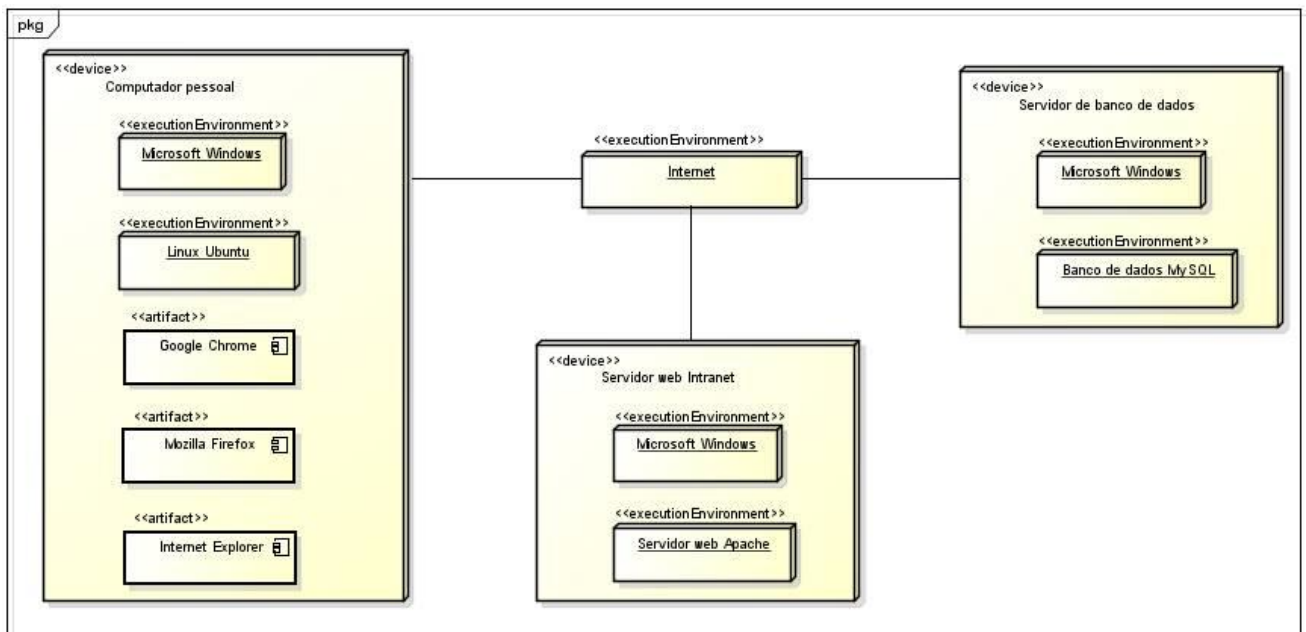 pkg
<<device>>
Computador pessoal
<<executionEnvironment>>
Microsoft Windows
<<executionEnvironment>>
Linux Ubuntu
<<artifact>>
Google Chrome
<<artifact>>
Mozilla Firefox
<<artifact>>
Internet Explorer
<<executionEnvironment>>
Internet
<<device>>
Servidor web Intranet
<<executionEnvironment>>
Microsoft Windows
<<executionEnvironment>>
Servidor web Apache
<<device>>
Servidor de banco de dados
<<executionEnvironment>>
Microsoft Windows
<<executionEnvironment>>
Banco de dados MySQL